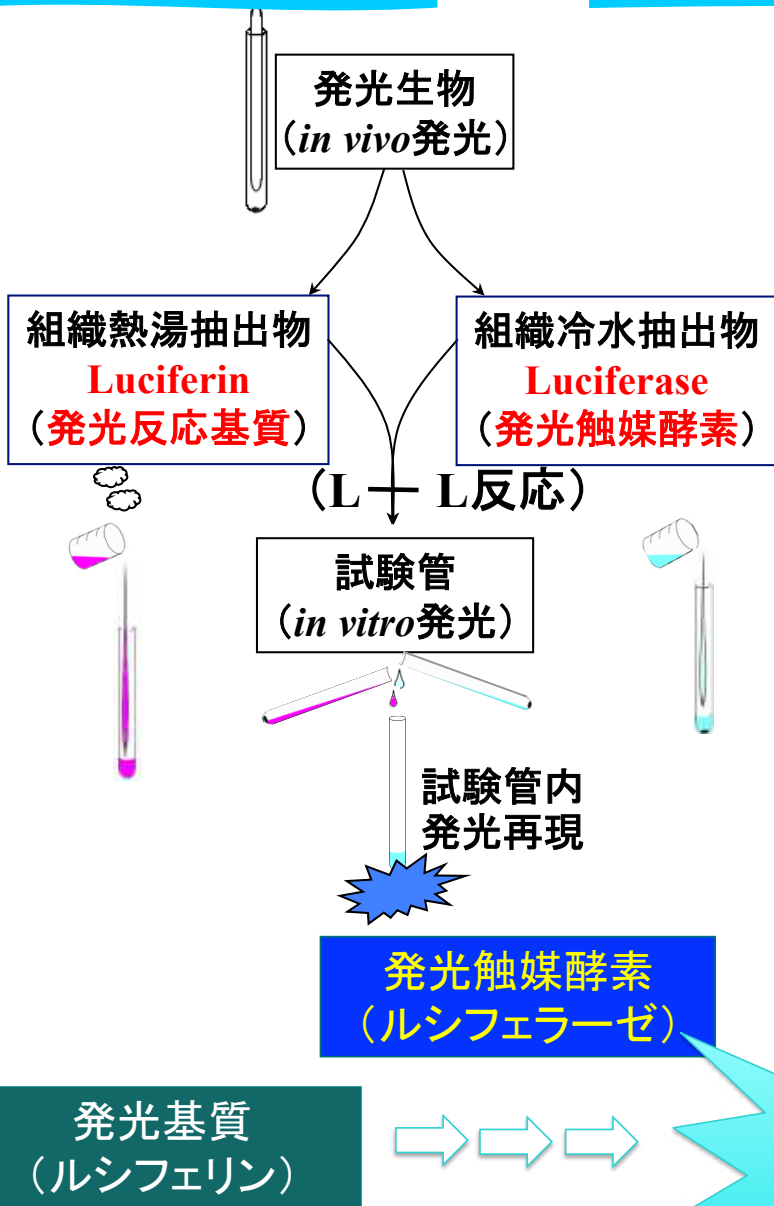 発光生物
（in vivo発光）
組織熱湯抽出物
Luciferin
（発光反応基質）
組織冷水抽出物
Luciferase
（発光触媒酵素）
（L＋L反応）
試験管
（in vitro発光）
試験管内
発光再現
発光触媒酵素
（ルシフェラーゼ）
発光基質
（ルシフェリン）